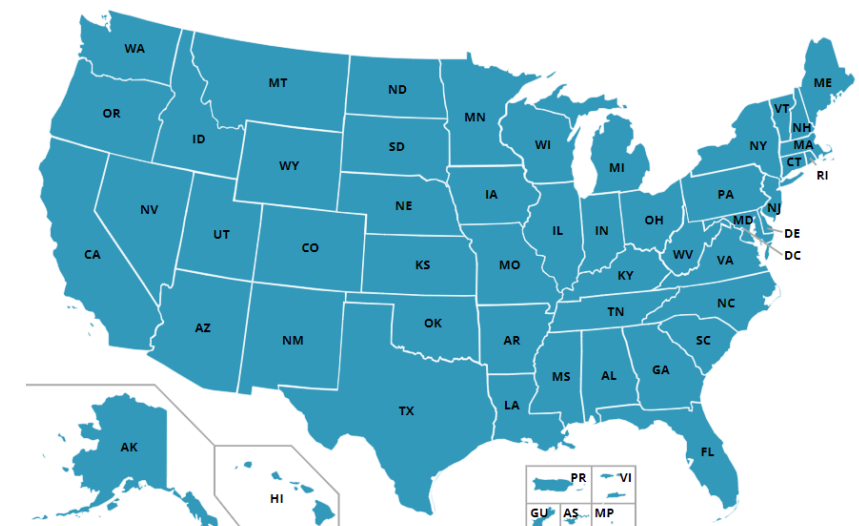 WA
MT
ND
MN
ME
OR
ID
SD
WI
MI
VT
NH
NY
MA
CT
RI
WY
NE
IA
PA
NJ
NV
UT
CO
KS
IL
IN
OH
MD
DE
DC
CA
MO
KY
WV
VA
AZ
NM
OK
AR
TN
NC
SC
TX
LA
MS
AL
GA
FL
AK
HI
PR
VI
GU
AS
MP